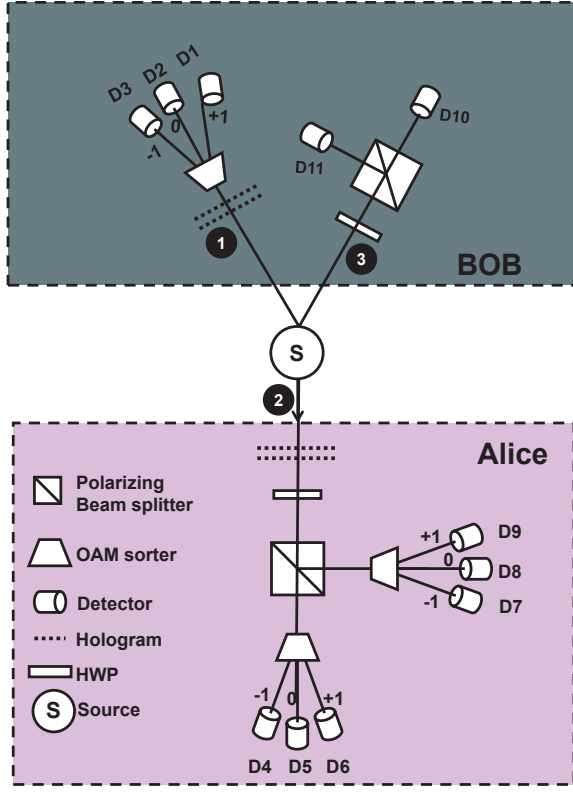 D3 D2 D1
-1 0 +1
D10
D11
1
3
BOB
S
2
Alice
Polarizing
Beam splitter
OAM sorter
Detector
Hologram
HWP
S Source
+1 D9
0 D8
-1 D7
-1 0 +1
D4 D5 D6